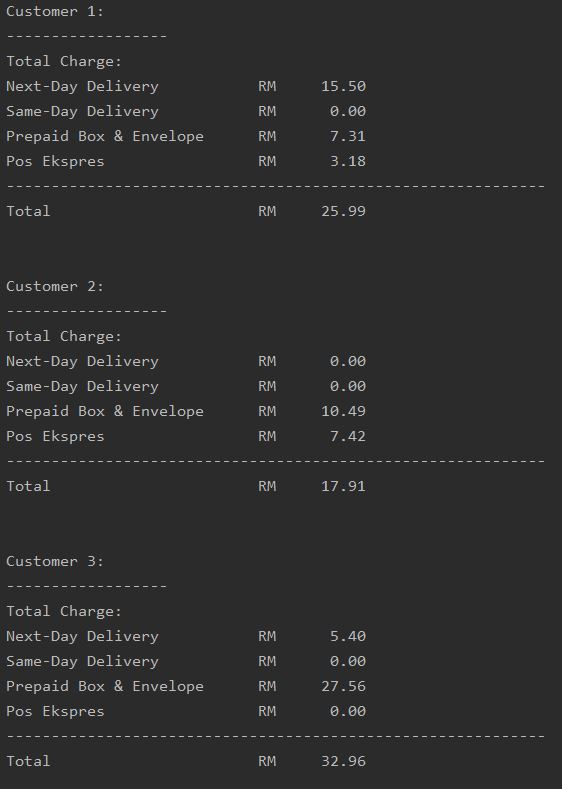 Customer 1:
------------------
Total Charge:
Next-Day Delivery           RM     15.50
Same-Day Delivery           RM      0.00
Prepaid Box & Envelope      RM      7.31
Pos Ekspres                 RM      3.18
------------------------------------------------------------
Total                       RM     25.99

Customer 2:
------------------
Total Charge:
Next-Day Delivery           RM      0.00
Same-Day Delivery           RM      0.00
Prepaid Box & Envelope      RM     10.49
Pos Ekspres                 RM      7.42
------------------------------------------------------------
Total                       RM     17.91

Customer 3:
------------------
Total Charge:
Next-Day Delivery           RM      5.40
Same-Day Delivery           RM      0.00
Prepaid Box & Envelope      RM     27.56
Pos Ekspres                 RM      0.00
------------------------------------------------------------
Total                       RM     32.96